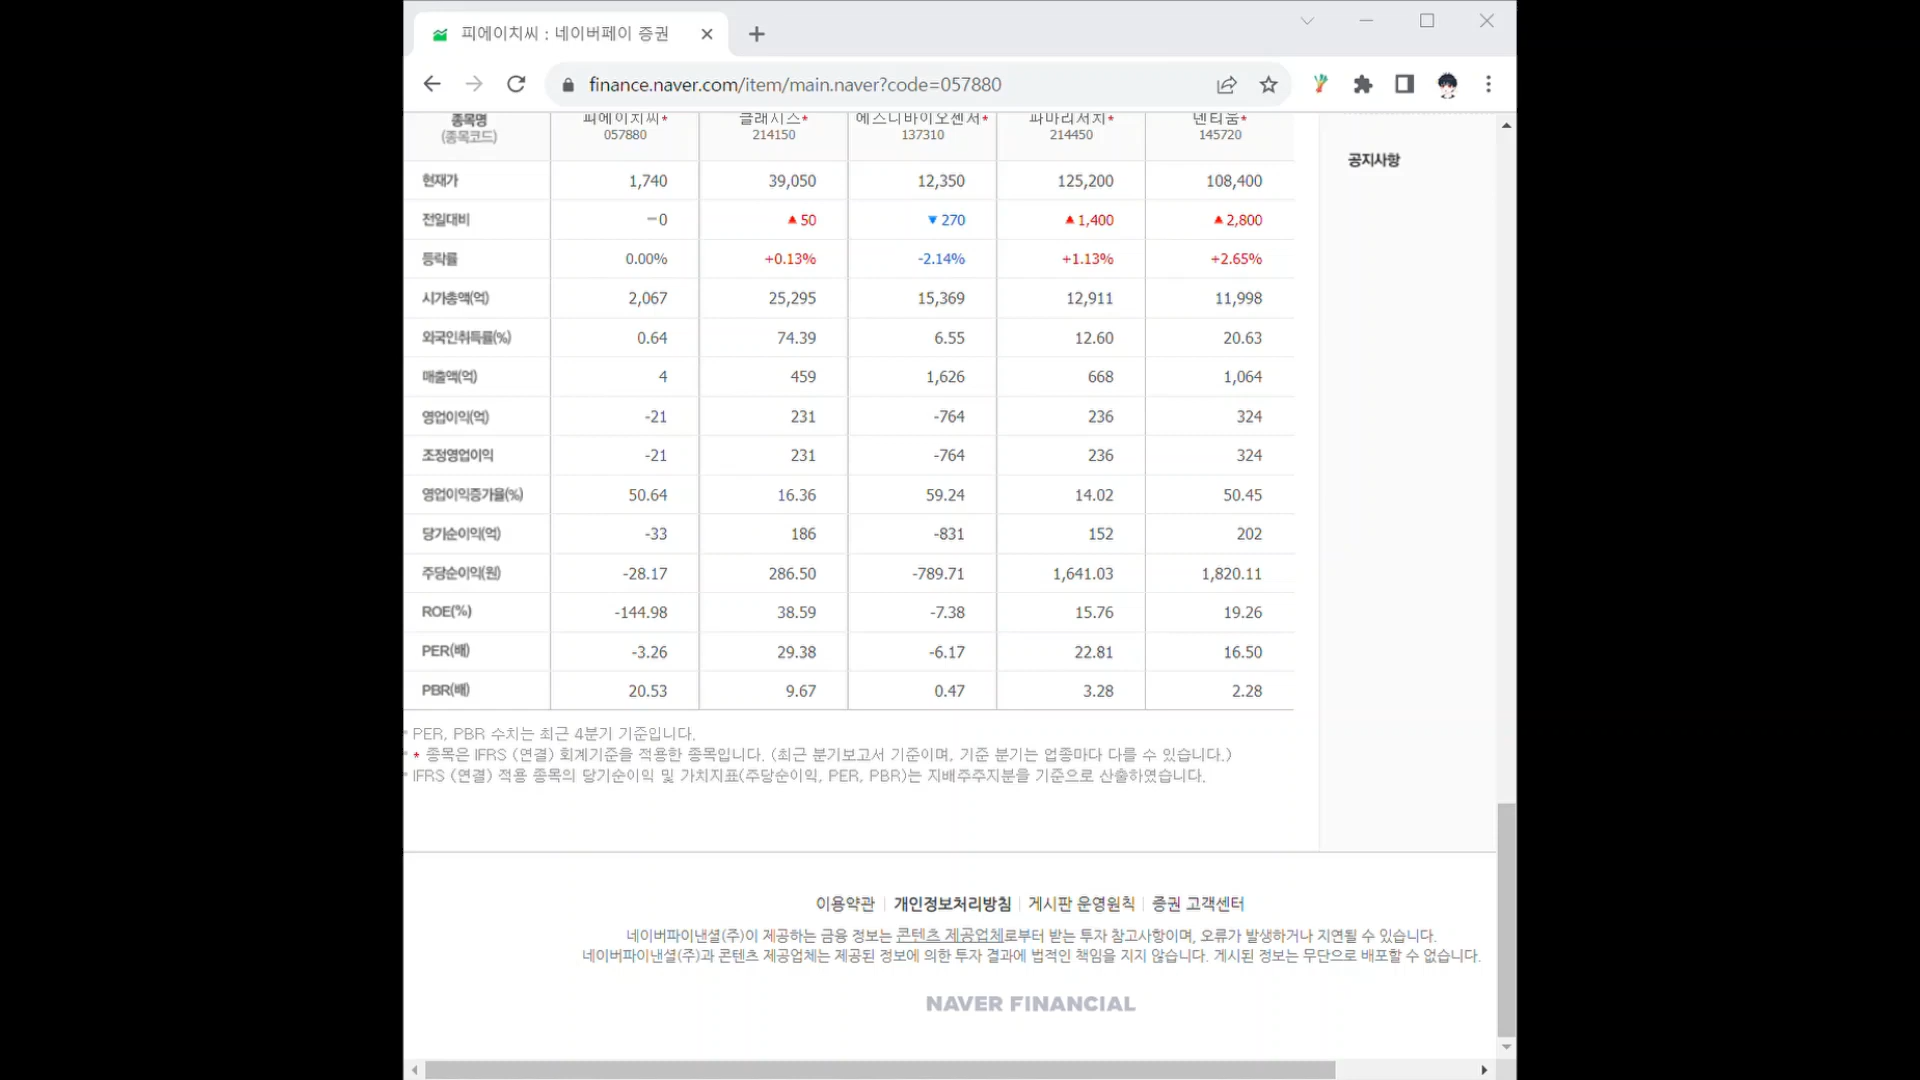 피에이치씨 : 네이버페이 증권
finance.naver.com/item/main.naver?code=057880
종목명 피에이치씨* 클래시스* 에스디바이오센서* 파마리서치* 덴티움*
(종목코드) 057880 214150 137310 214450 145720
현재가 1,740 39,050 12,350 125,200 108,400
전일대비 −0 ▲50 ▼270 ▲1,400 ▲2,800
등락률 0.00% +0.13% -2.14% +1.13% +2.65%
시가총액(억) 2,067 25,295 15,369 12,911 11,998
외국인취득률(%) 0.64 74.39 6.55 12.60 20.63
매출액(억) 4 459 1,626 668 1,064
영업이익(억) -21 231 -764 236 324
조정영업이익 -21 231 -764 236 324
영업이익증가율(%) 50.64 16.36 59.24 14.02 50.45
당기순이익(억) -33 186 -831 152 202
주당순이익(원) -28.17 286.50 -789.71 1,641.03 1,820.11
ROE(%) -144.98 38.59 -7.38 15.76 19.26
PER(배) -3.26 29.38 -6.17 22.81 16.50
PBR(배) 20.53 9.67 0.47 3.28 2.28
* PER, PBR 수치는 최근 4분기 기준입니다.
* * 종목은 IFRS (연결) 회계기준을 적용한 종목입니다. (최근 분기보고서 기준이며, 기준 분기는 업종마다 다를 수 있습니다.)
* IFRS (연결) 적용 종목의 당기순이익 및 가치지표(주당순이익, PER, PBR)는 지배주주지분을 기준으로 산출하였습니다.
공지사항
이용약관 | 개인정보처리방침 | 게시판 운영원칙 | 증권 고객센터
네이버파이낸셜(주)이 제공하는 금융 정보는 콘텐츠 제공업체로부터 받는 투자 참고사항이며, 오류가 발생하거나 지연될 수 있습니다.
네이버파이낸셜(주)과 콘텐츠 제공업체는 제공된 정보에 의한 투자 결과에 법적인 책임을 지지 않습니다. 게시된 정보는 무단으로 배포할 수 없습니다.
NAVER FINANCIAL